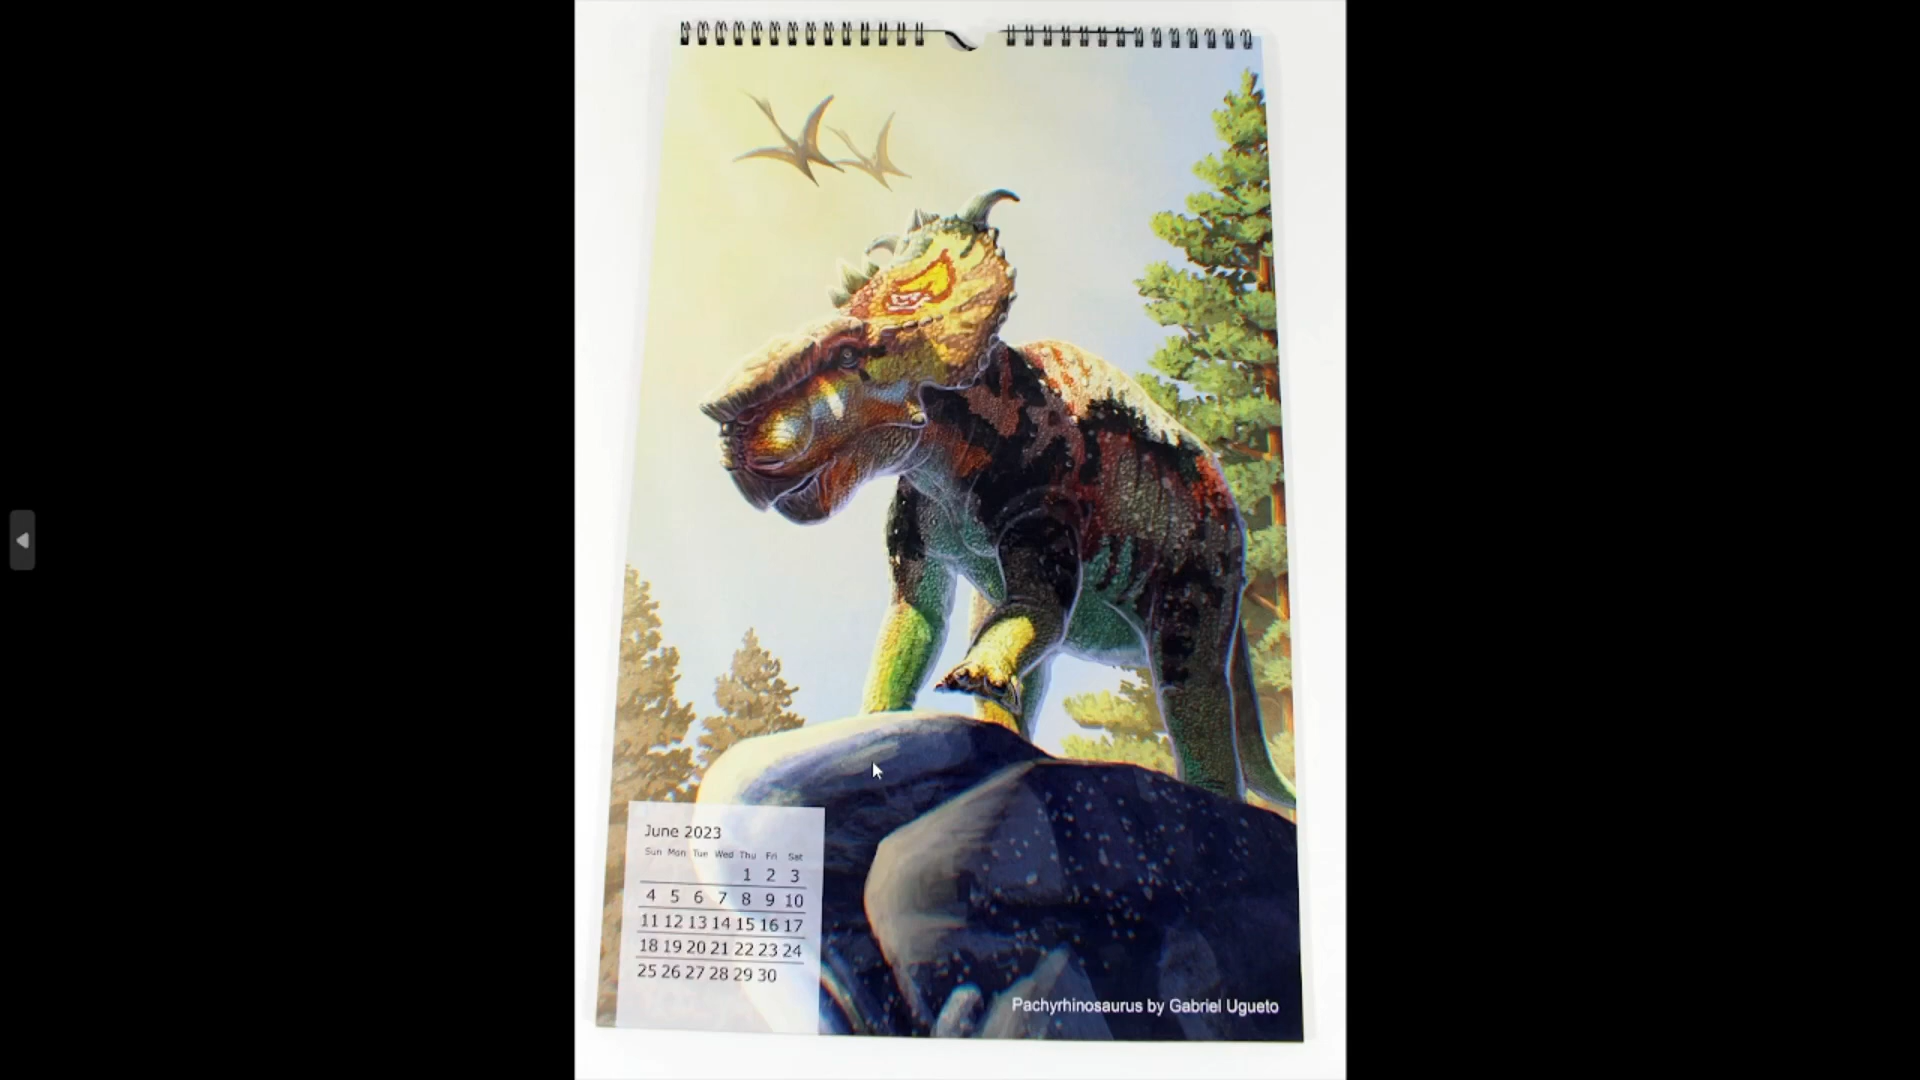 June 2023
Sun Mon Tue Wed Thu Fri Sat
1 2 3
4 5 6 7 8 9 10
11 12 13 14 15 16 17
18 19 20 21 22 23 24
25 26 27 28 29 30
Pachyrhinosaurus by Gabriel Ugueto